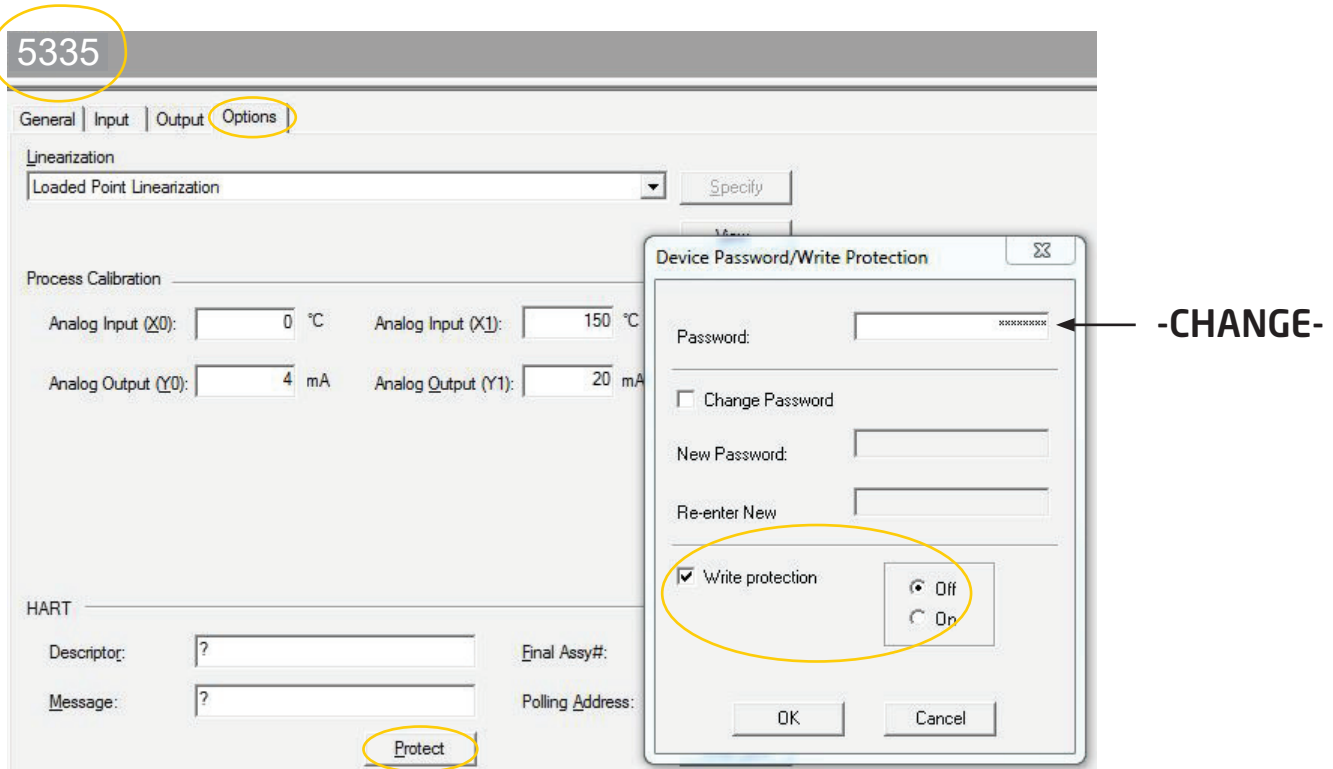 5335
General Input Output Options
Linearization
Loaded Point Linearization
Specify
View
Device Password/Write Protection
Process Calibration
Analog Input (X0): 0 °C Analog Input (X1): 150 °C
Password: ******** -CHANGE-
Analog Output (Y0): 4 mA Analog Output (Y1): 20 mA
Change Password
New Password:
Re-enter New
Write protection Off
On
HART
Descriptor: ? Final Assy#:
Message: ? Polling Address:
OK Cancel
Protect